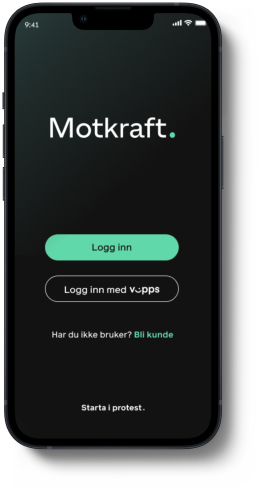 9:41
Motkraft.
Logg inn
Logg inn med vipps
Har du ikke bruker? Bli kunde
Starta i protest.